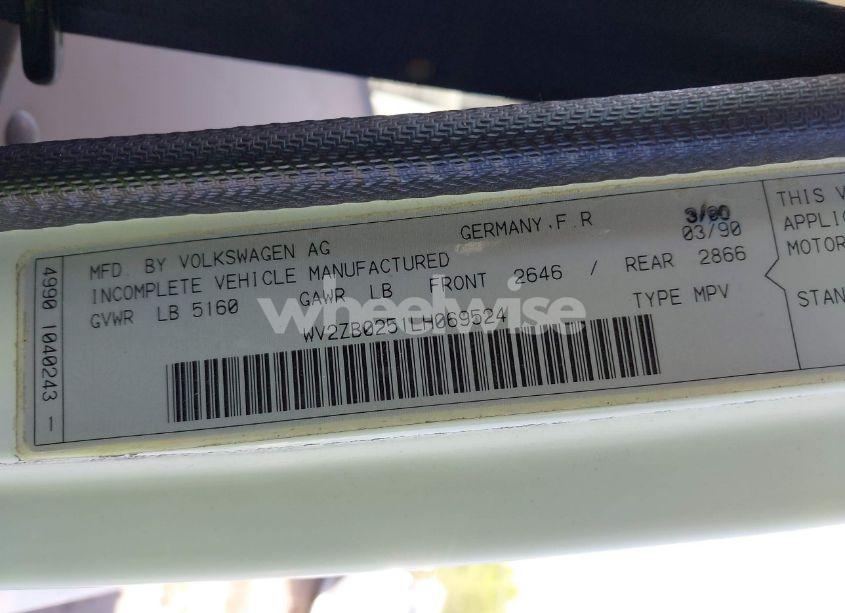 MFD. BY VOLKSWAGEN AG GERMANY.F.R 3/90
INCOMPLETE VEHICLE MANUFACTURED 03/90
GVWR LB 5160 GAWR LB FRONT 2646 / REAR 2866
WV2ZB0251LH069524 TYPE MPV
4990 1040243 -
THIS V
APPLIC
MOTOR
STAN
wheelwise